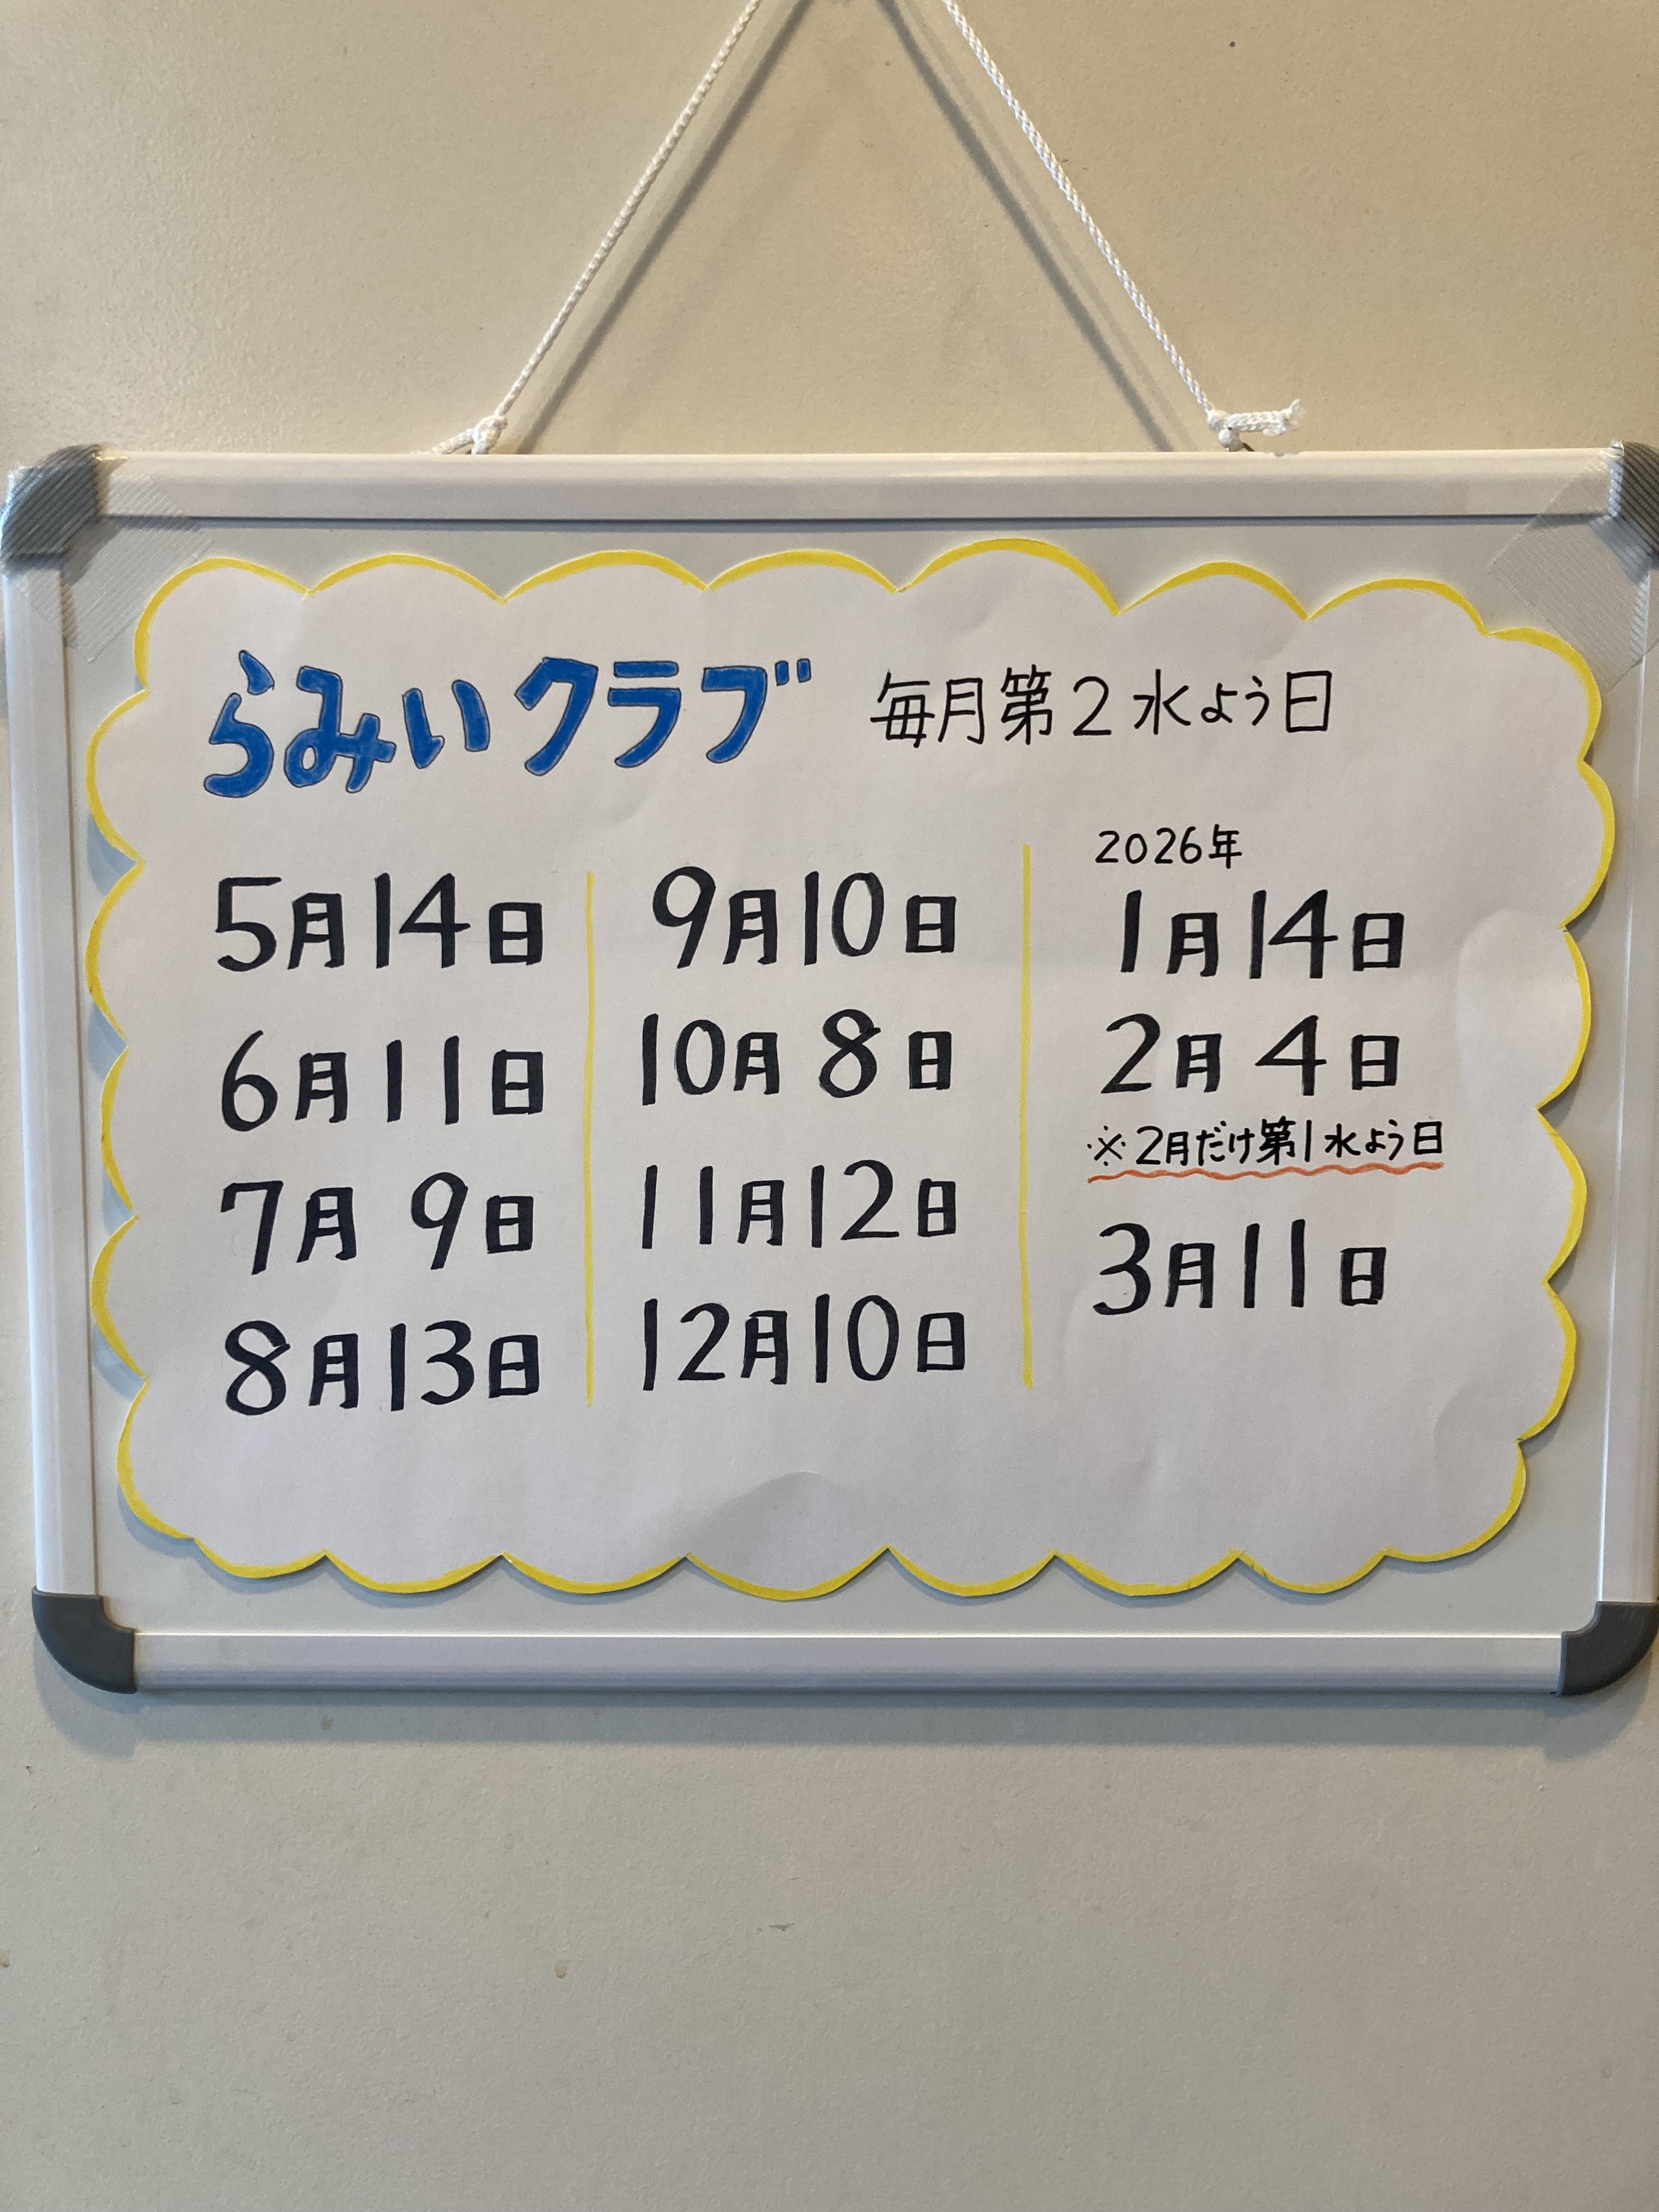 らみいクラブ 毎月第2水よう日
5月14日
6月11日
7月9日
8月13日
9月10日
10月8日
11月12日
12月10日
2026年
1月14日
2月4日
※2月だけ第1水よう日
3月11日